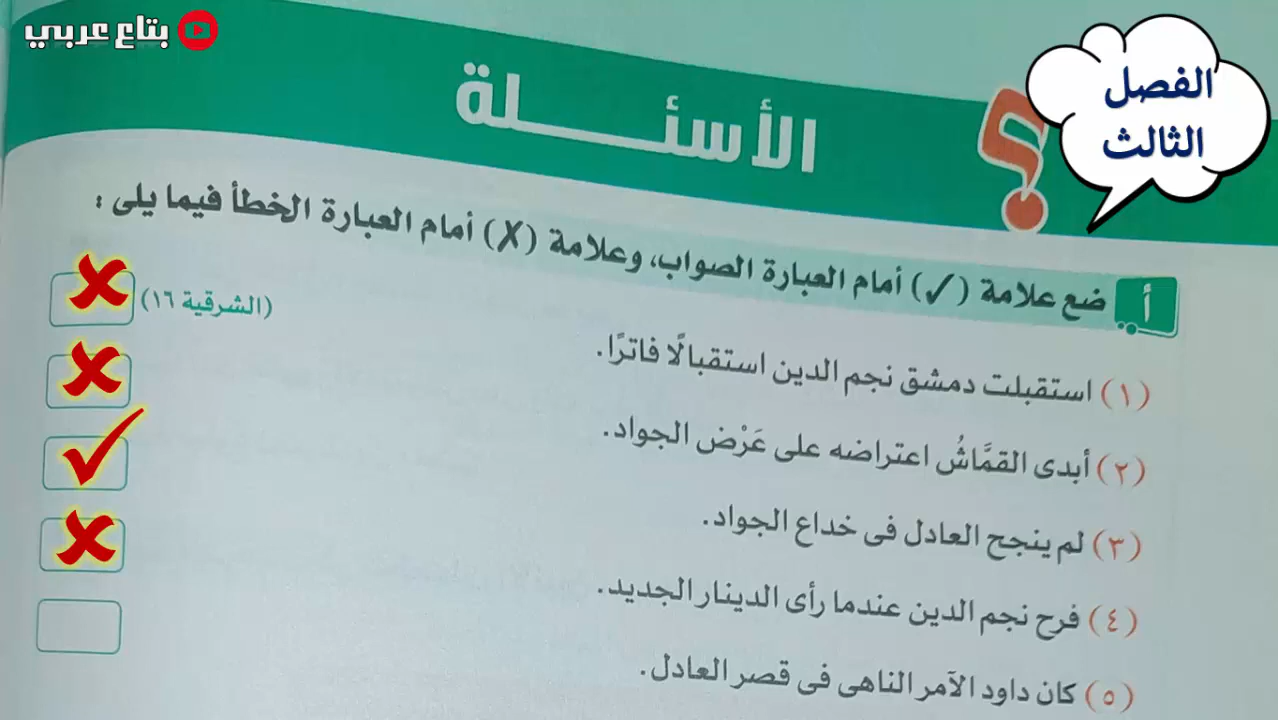 بتاع عربي
الفصل
الثالث
الأسئـــــــلة
أ ضع علامة (✓) أمام العبارة الصواب، وعلامة (X) أمام العبارة الخطأ فيما يلى :
(١) استقبلت دمشق نجم الدين استقبالًا فاترًا. (الشرقية ١٦)
(٢) أبدى القمَّاشُ اعتراضه على عَرْض الجواد.
(٣) لم ينجح العادل فى خداع الجواد.
(٤) فرح نجم الدين عندما رأى الدينار الجديد.
(٥) كان داود الآمر الناهى فى قصر العادل.